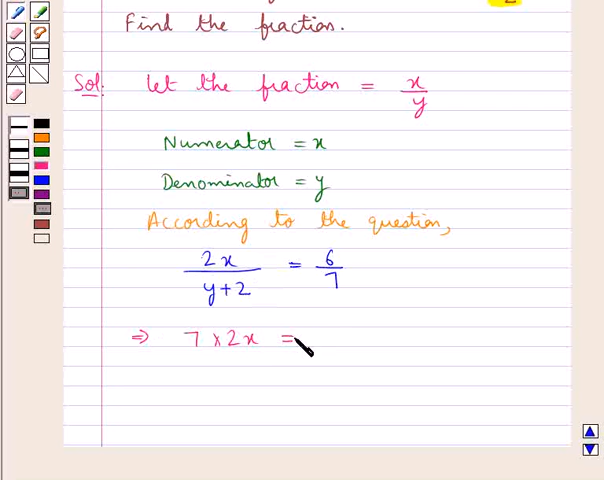 2
Find the fraction.
Sol: Let the fraction = x/y
Numerator = x
Denominator = y
According to the question,
2x/y+2 = 6/7
⇒ 7 × 2x =